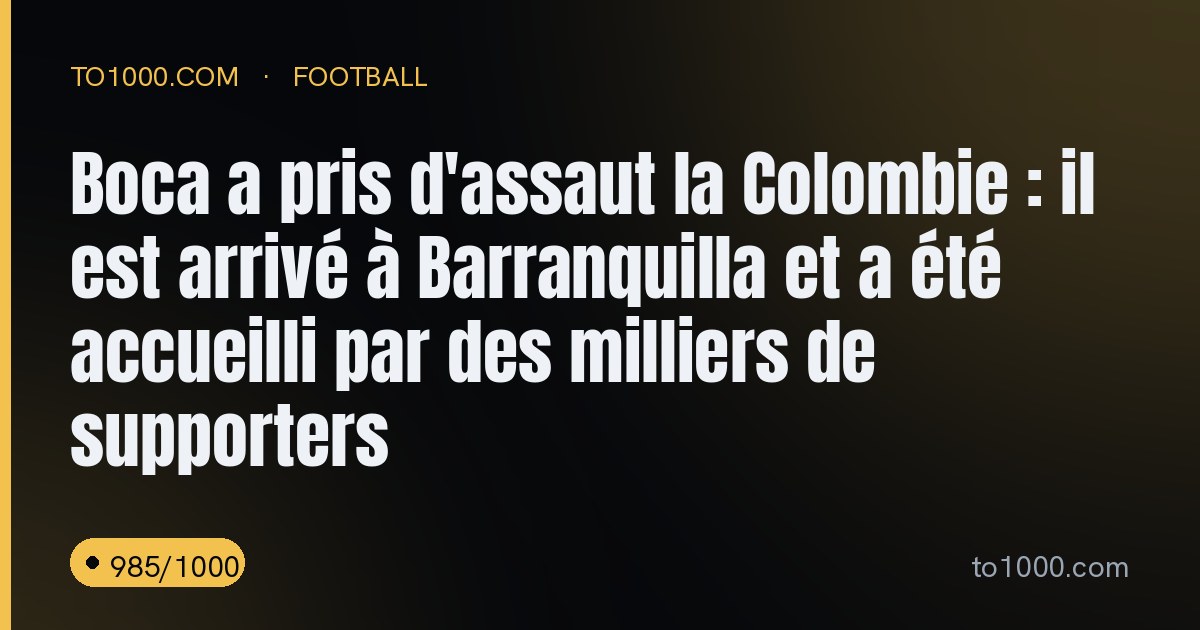 TO1000.COM · FOOTBALL
Boca a pris d'assaut la Colombie : il
est arrivé à Barranquilla et a été
accueilli par des milliers de
supporters
985/1000
to1000.com